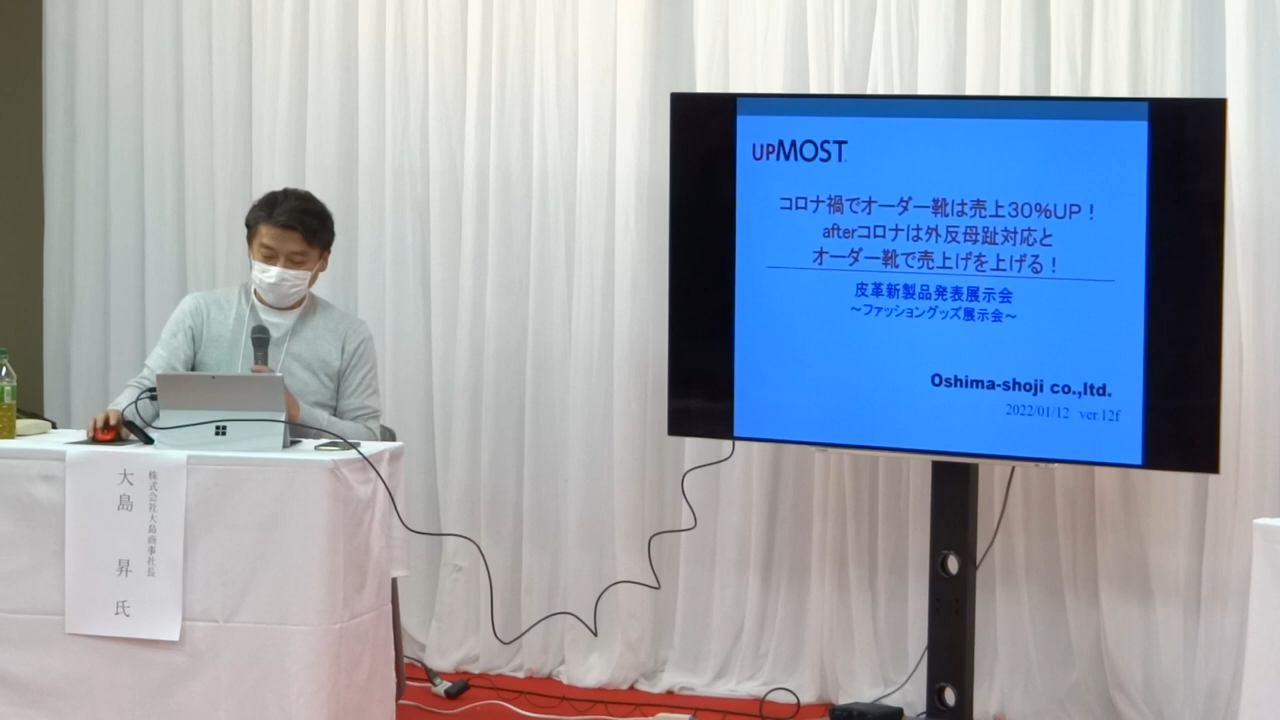 UPMOST
コロナ禍でオーダー靴は売上30%UP！
afterコロナは外反母趾対応と
オーダー靴で売上げを上げる！
皮革新製品発表展示会
～ファッショングッズ展示会～
Oshima-shoji co.,ltd.
2022/01/12 ver.12f
株式会社大島商事社長
大島 昇 氏